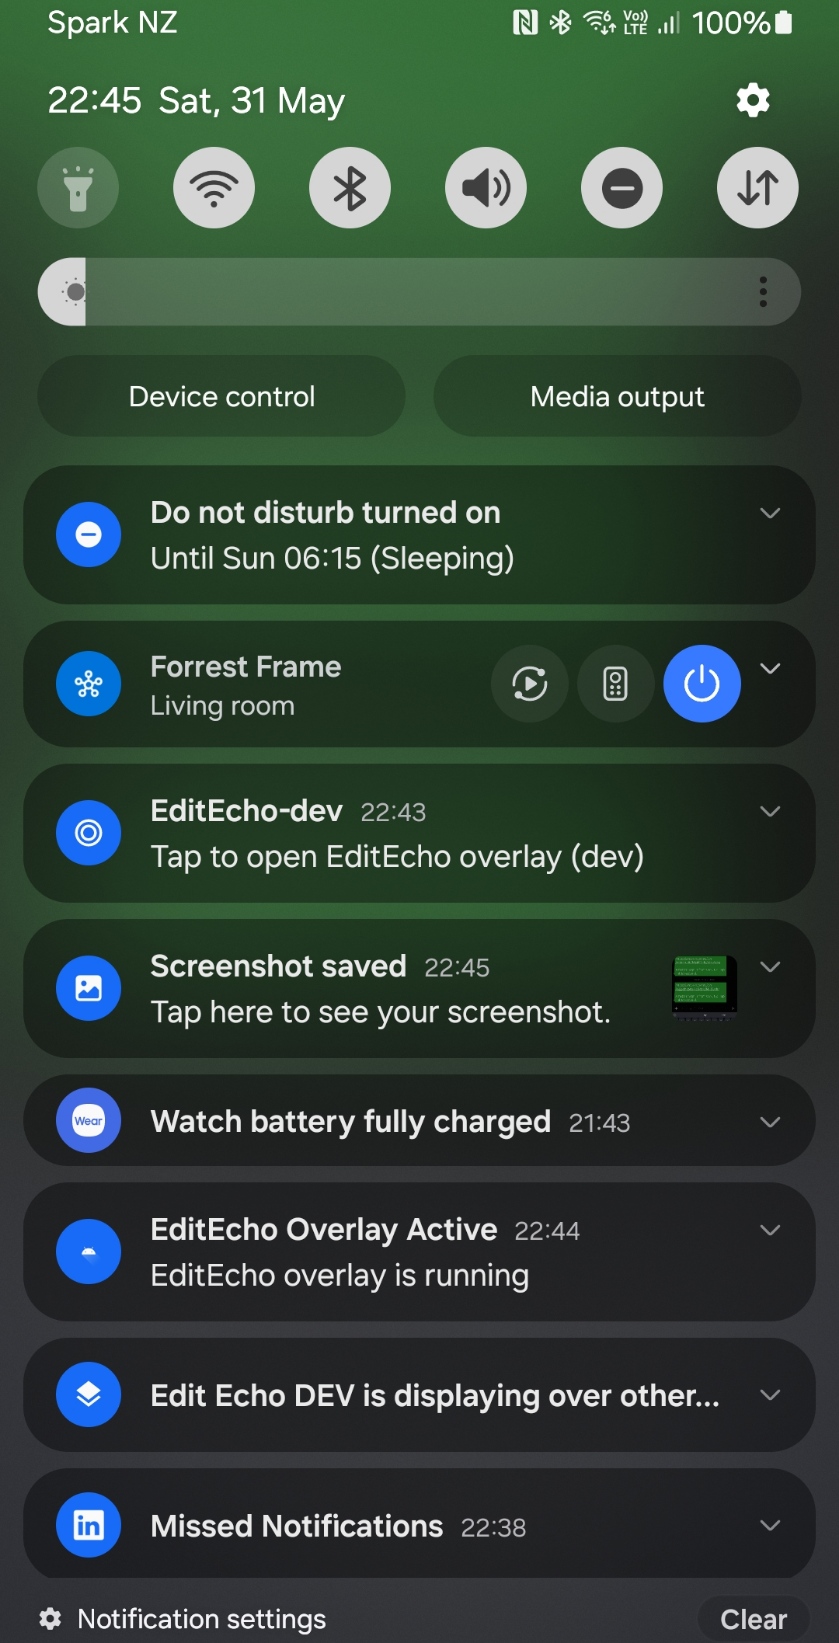 Spark NZ
Vo)) LTE 100%
22:45 Sat, 31 May
Device control
Media output
Do not disturb turned on
Until Sun 06:15 (Sleeping)
Forrest Frame
Living room
EditEcho-dev 22:43
Tap to open EditEcho overlay (dev)
Screenshot saved 22:45
Tap here to see your screenshot.
Wear
Watch battery fully charged 21:43
EditEcho Overlay Active 22:44
EditEcho overlay is running
Edit Echo DEV is displaying over other...
in
Missed Notifications 22:38
Notification settings
Clear